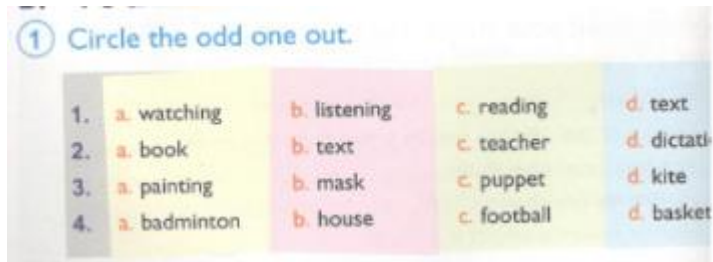 1 Circle the odd one out.
1. a. watching b. listening c. reading d. text
2. a. book b. text c. teacher d. dictati
3. a. painting b. mask c. puppet d. kite
4. a. badminton b. house c. football d. basket